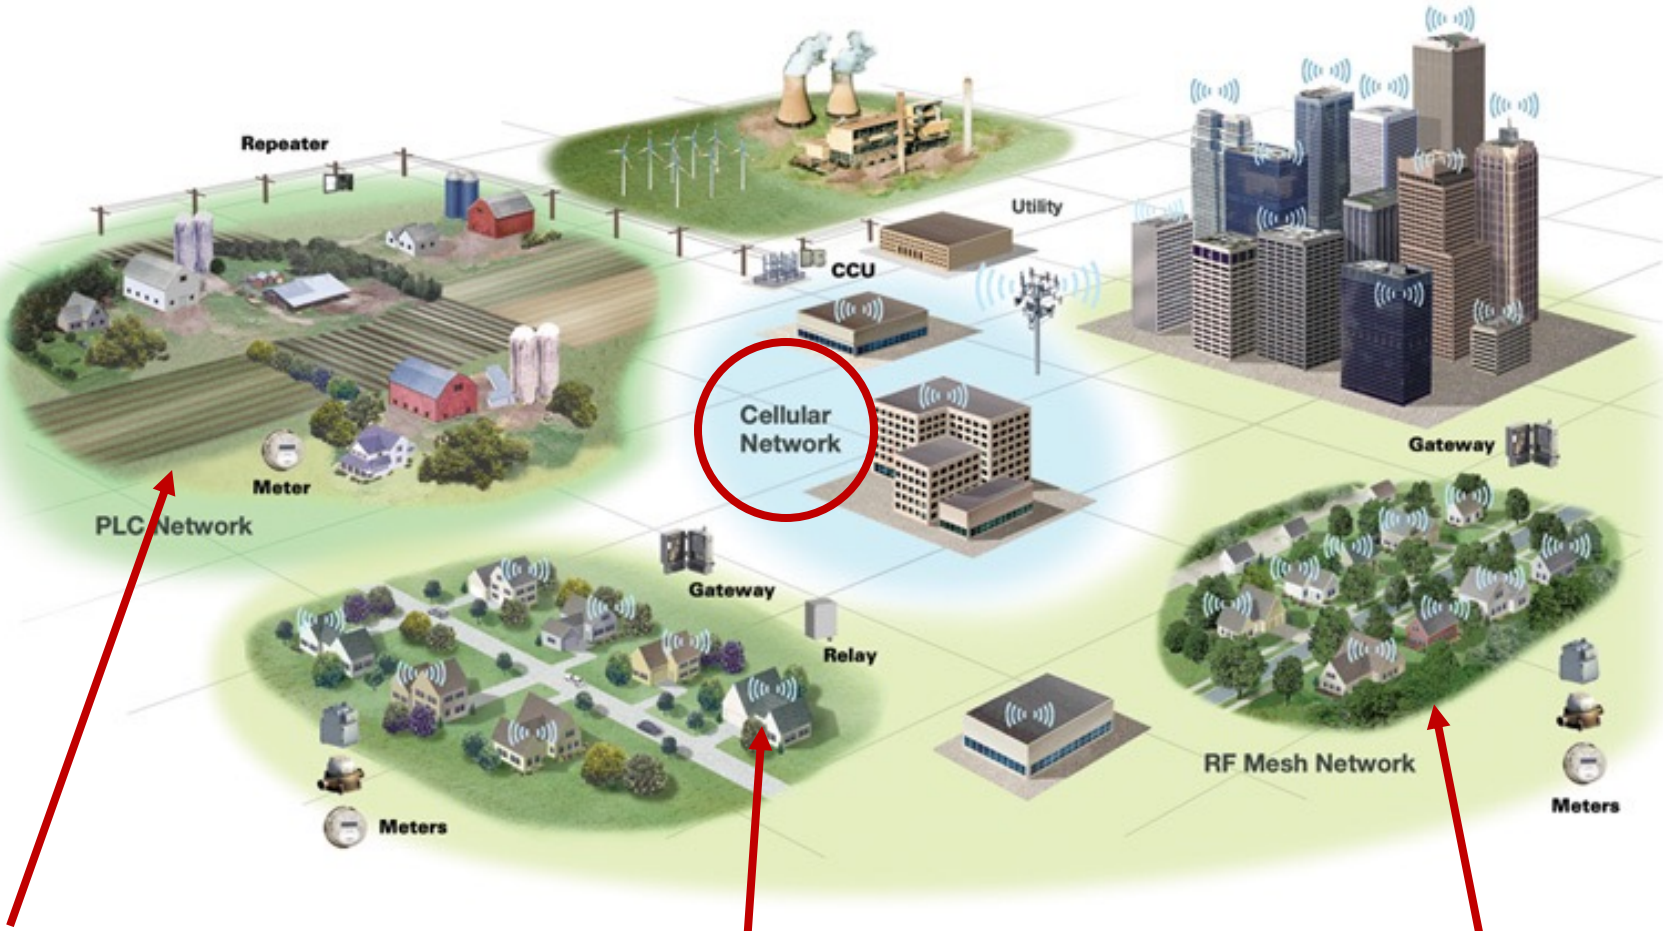 Repeater
Utility
CCU
Cellular
Network
Gateway
Meter
PLC Network
Gateway
Relay
RF Mesh Network
Meters
Meters